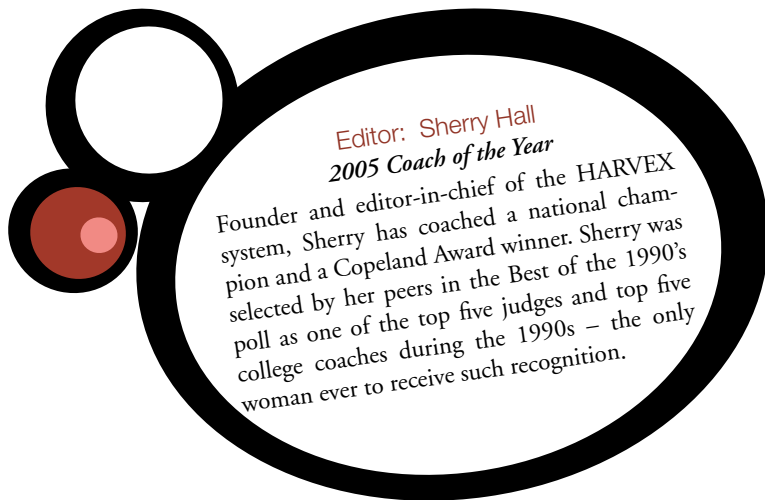 Editor:  Sherry Hall
2005 Coach of the Year
Founder and editor-in-chief of the HARVEX
system, Sherry has coached a national cham-
pion and a Copeland Award winner. Sherry was
selected by her peers in the Best of the 1990’s
poll as one of the top five judges and top five
college coaches during the 1990s – the only
woman ever to receive such recognition.